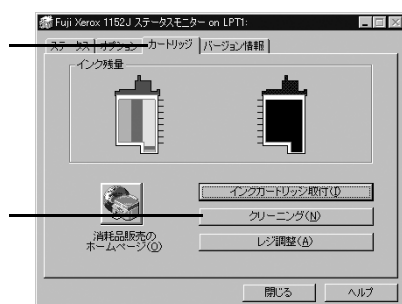 Fuji Xerox 1152J ステータスモニター on LPT1:
ステータス オプション カートリッジ バージョン情報
インク残量
インクカートリッジ取付(I)
クリーニング(N)
レジ調整(A)
消耗品販売の
ホームページ(O)
閉じる ヘルプ